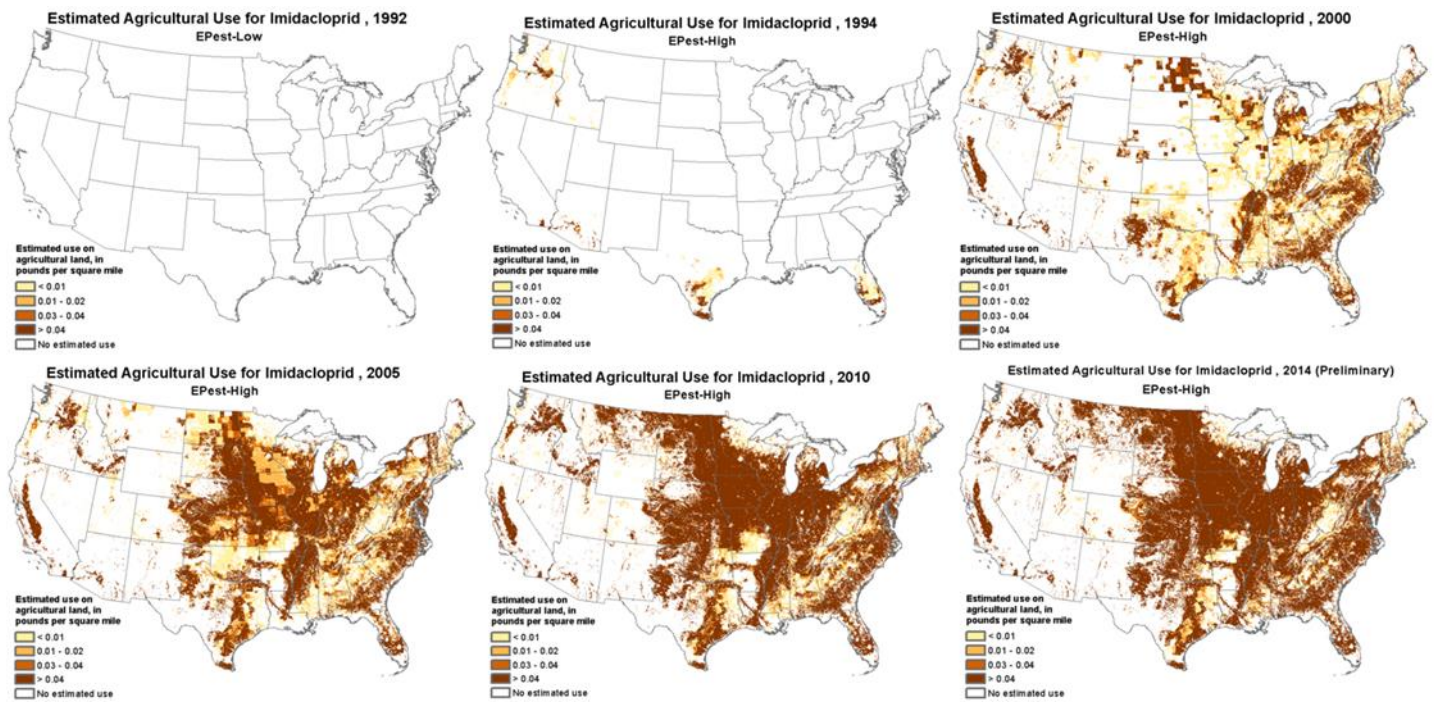 Estimated Agricultural Use for Imidacloprid , 1992
EPest-Low
Estimated use on
agricultural land, in
pounds per square mile
< 0.01
0.01 - 0.02
0.03 - 0.04
> 0.04
No estimated use
Estimated Agricultural Use for Imidacloprid , 1994
EPest-High
Estimated use on
agricultural land, in
pounds per square mile
< 0.01
0.01 - 0.02
0.03 - 0.04
> 0.04
No estimated use
Estimated Agricultural Use for Imidacloprid , 2000
EPest-High
Estimated use on
agricultural land, in
pounds per square mile
< 0.01
0.01 - 0.02
0.03 - 0.04
> 0.04
No estimated use
Estimated Agricultural Use for Imidacloprid , 2005
EPest-High
Estimated use on
agricultural land, in
pounds per square mile
< 0.01
0.01 - 0.02
0.03 - 0.04
> 0.04
No estimated use
Estimated Agricultural Use for Imidacloprid , 2010
EPest-High
Estimated use on
agricultural land, in
pounds per square mile
< 0.01
0.01 - 0.02
0.03 - 0.04
> 0.04
No estimated use
Estimated Agricultural Use for Imidacloprid , 2014 (Preliminary)
EPest-High
Estimated use on
agricultural land, in
pounds per square mile
< 0.01
0.01 - 0.02
0.03 - 0.04
> 0.04
No estimated use